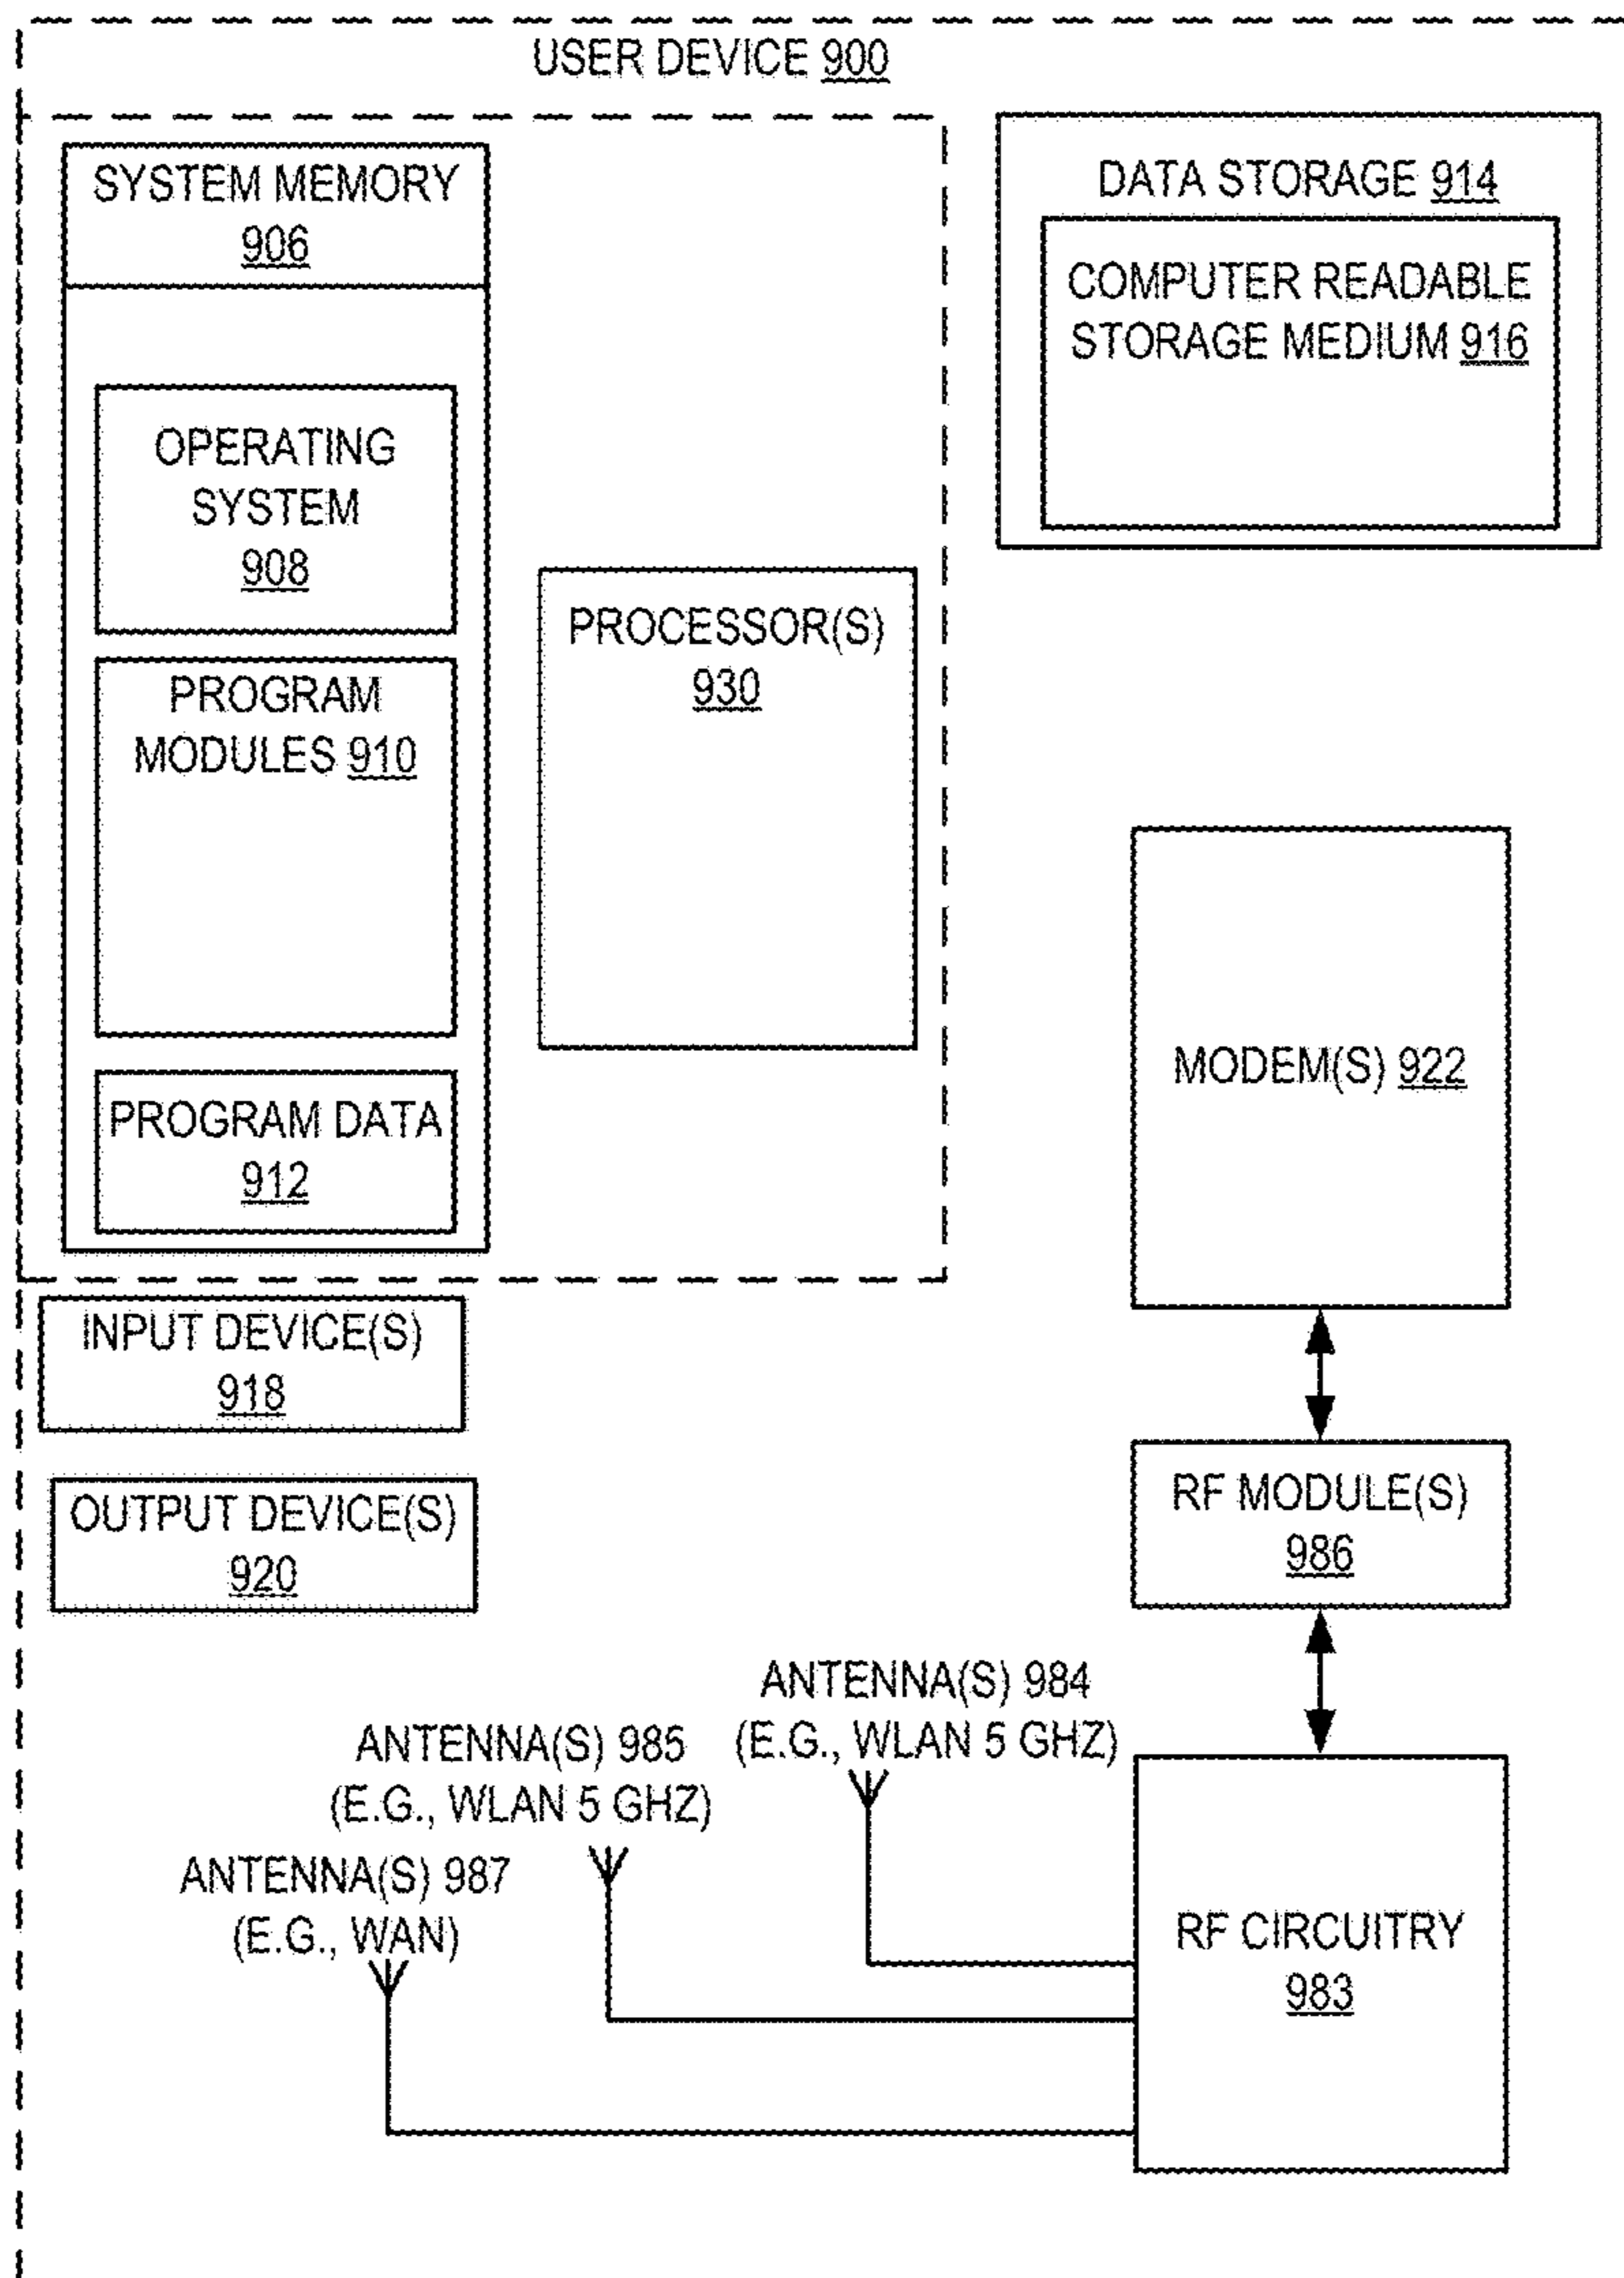 USER DEVICE 900
SYSTEM MEMORY
906
OPERATING
SYSTEM
908
PROGRAM
MODULES 910
PROGRAM DATA
912
PROCESSOR(S)
930
DATA STORAGE 914
COMPUTER READABLE
STORAGE MEDIUM 916
MODEM(S) 922
INPUT DEVICE(S)
918
OUTPUT DEVICE(S)
920
RF MODULE(S)
986
ANTENNA(S) 984
(E.G., WLAN 5 GHZ)
ANTENNA(S) 985
(E.G., WLAN 5 GHZ)
ANTENNA(S) 987
(E.G., WAN)
RF CIRCUITRY
983